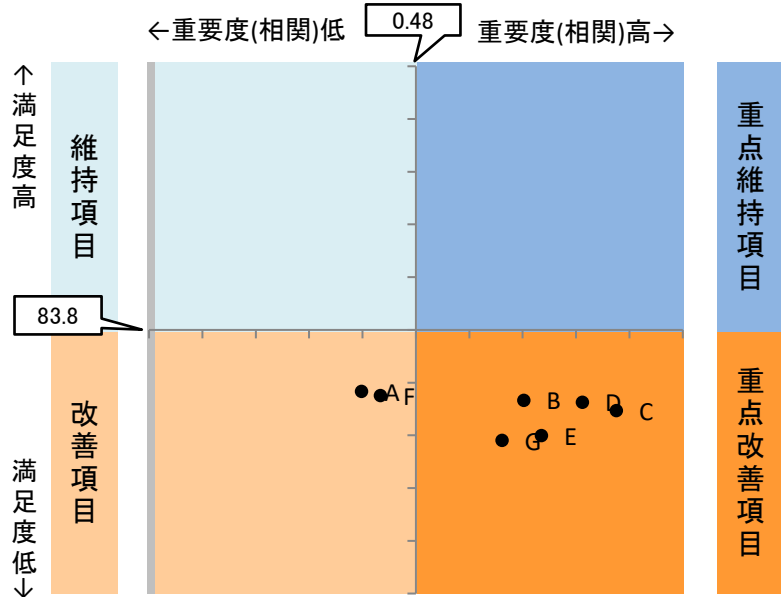 ←重要度(相関)低
0.48
重要度(相関)高→
↑満足度高
維持項目
重点維持項目
83.8
改善項目
満足度低↓
重点改善項目
A
F
B
D
C
G
E